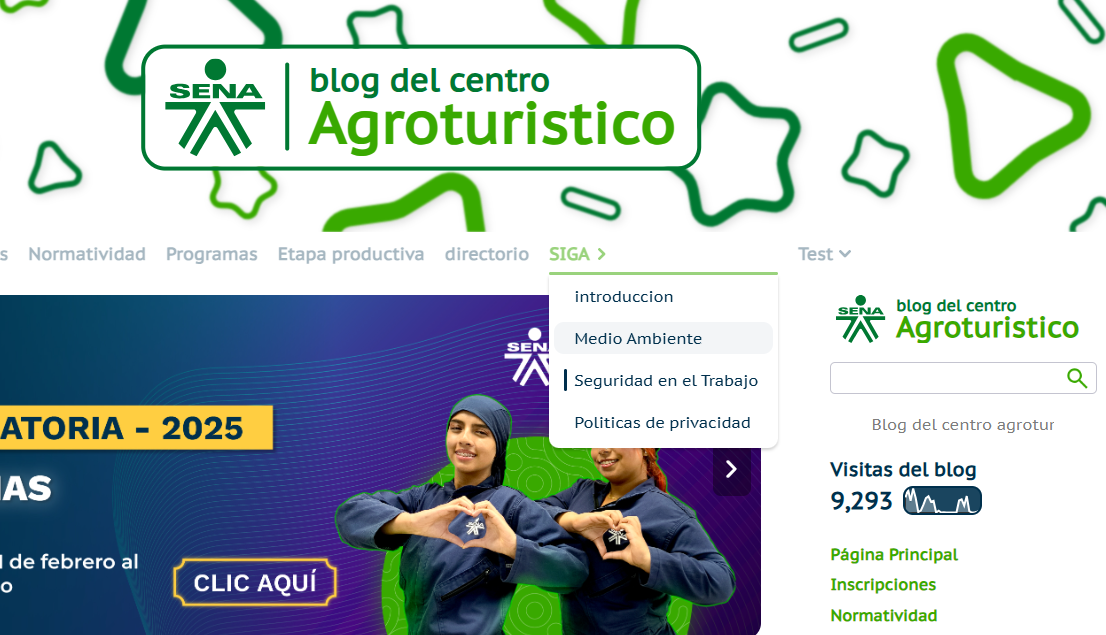 SENA
blog del centro
Agroturistico
s Normatividad Programas Etapa productiva directorio SIGA Test
introduccion
Medio Ambiente
Seguridad en el Trabajo
Politicas de privacidad
SENA
blog del centro
Agroturistico
Blog del centro agrotur
Visitas del blog
9,293
Página Principal
Inscripciones
Normatividad
SEN
ATORIA - 2025
AS
de febrero al
o
CLIC AQUÍ